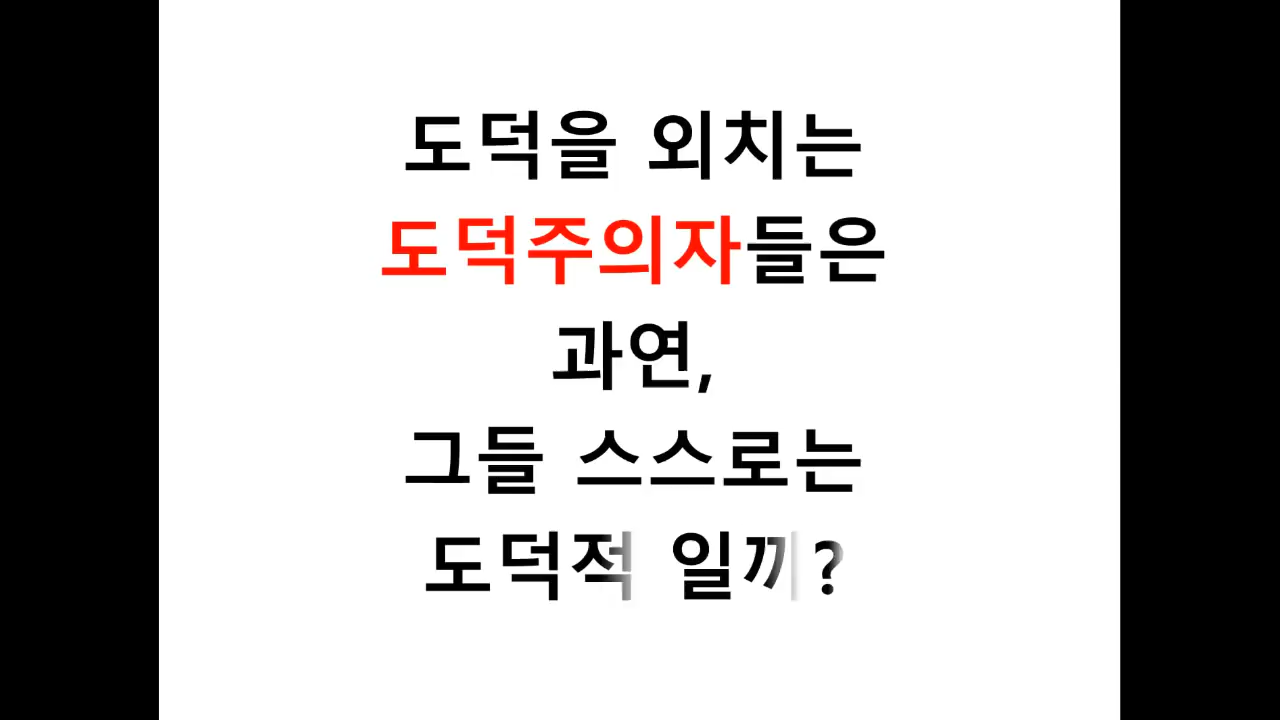 도덕을 외치는
도덕주의자들은
과연,
그들 스스로는
도덕적 일까?